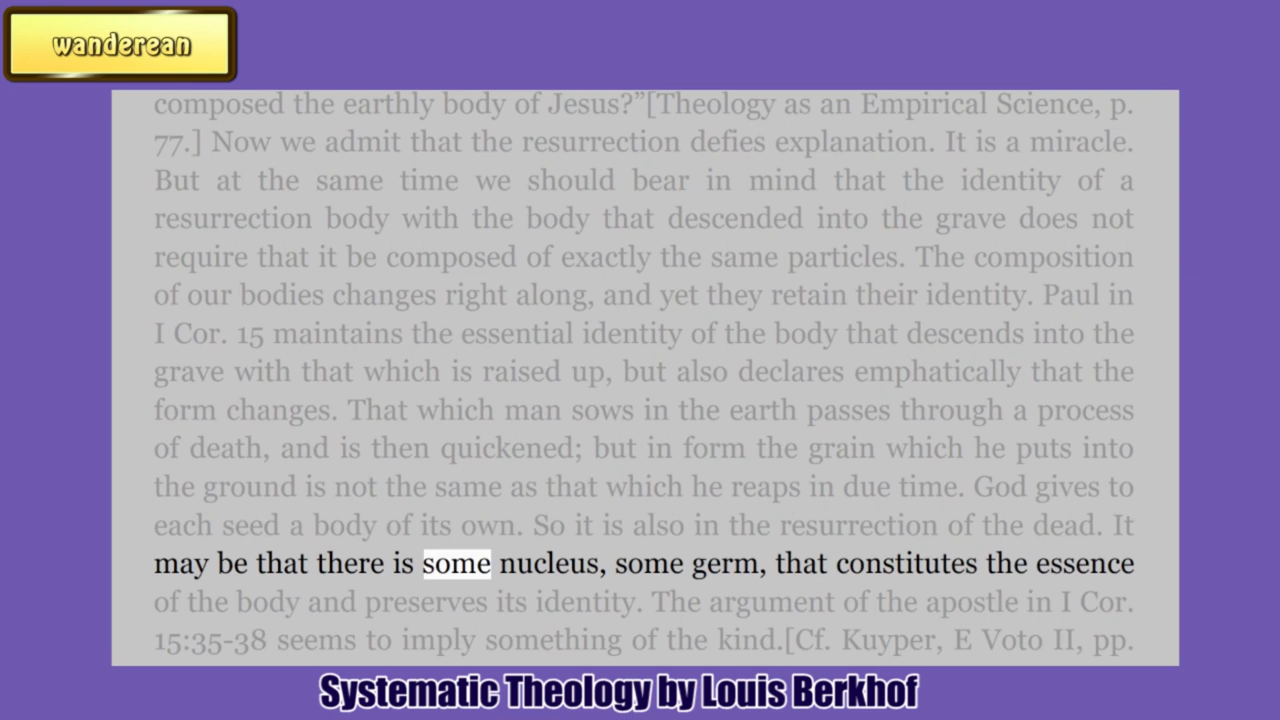 wanderean
composed the earthly body of Jesus?”[Theology as an Empirical Science, p.
77.] Now we admit that the resurrection defies explanation. It is a miracle.
But at the same time we should bear in mind that the identity of a
resurrection body with the body that descended into the grave does not
require that it be composed of exactly the same particles. The composition
of our bodies changes right along, and yet they retain their identity. Paul in
I Cor. 15 maintains the essential identity of the body that descends into the
grave with that which is raised up, but also declares emphatically that the
form changes. That which man sows in the earth passes through a process
of death, and is then quickened; but in form the grain which he puts into
the ground is not the same as that which he reaps in due time. God gives to
each seed a body of its own. So it is also in the resurrection of the dead. It
may be that there is some nucleus, some germ, that constitutes the essence
of the body and preserves its identity. The argument of the apostle in I Cor.
15:35-38 seems to imply something of the kind.[Cf. Kuyper, E Voto II, pp.
Systematic Theology by Louis Berkhof